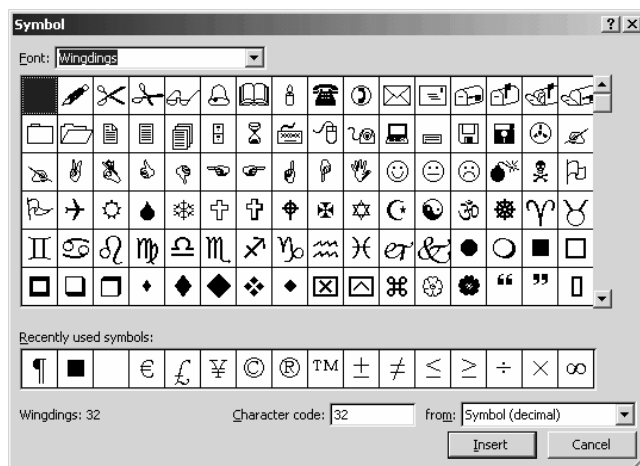 Symbol
Font: Wingdings
Recently used symbols:
¶ ■ € £ ¥ © ® ™ ± ≠ ≤ ≥ ÷ × ∞
Wingdings: 32 Character code: 32 from: Symbol (decimal)
Insert Cancel